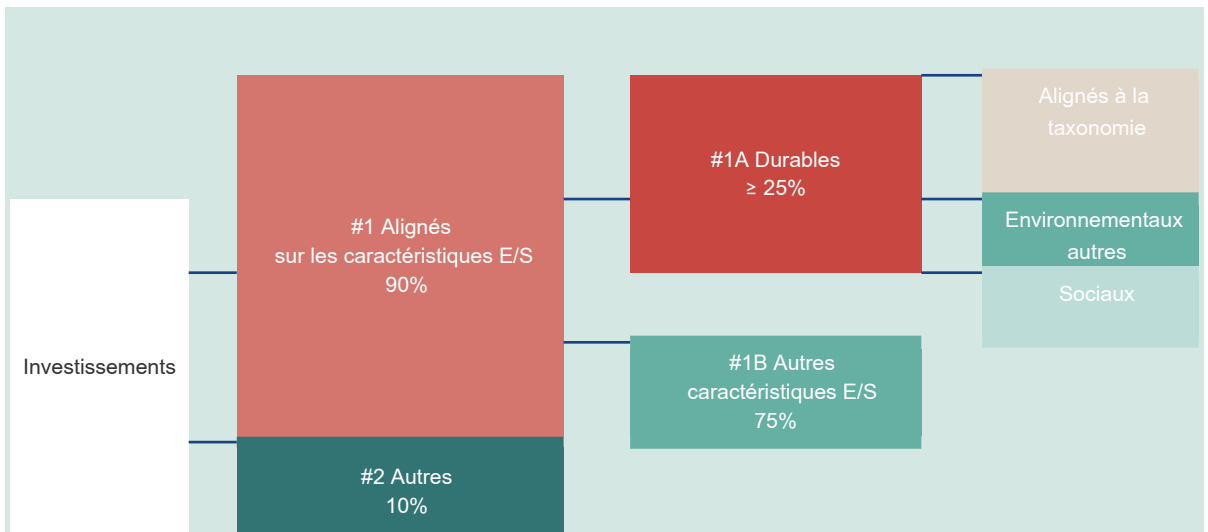 Investissements
#1 Alignés
sur les caractéristiques E/S
90%
#2 Autres
10%
#1A Durables
≥ 25%
#1B Autres
caractéristiques E/S
75%
Alignés à la
taxonomie
Environnementaux
autres
Sociaux